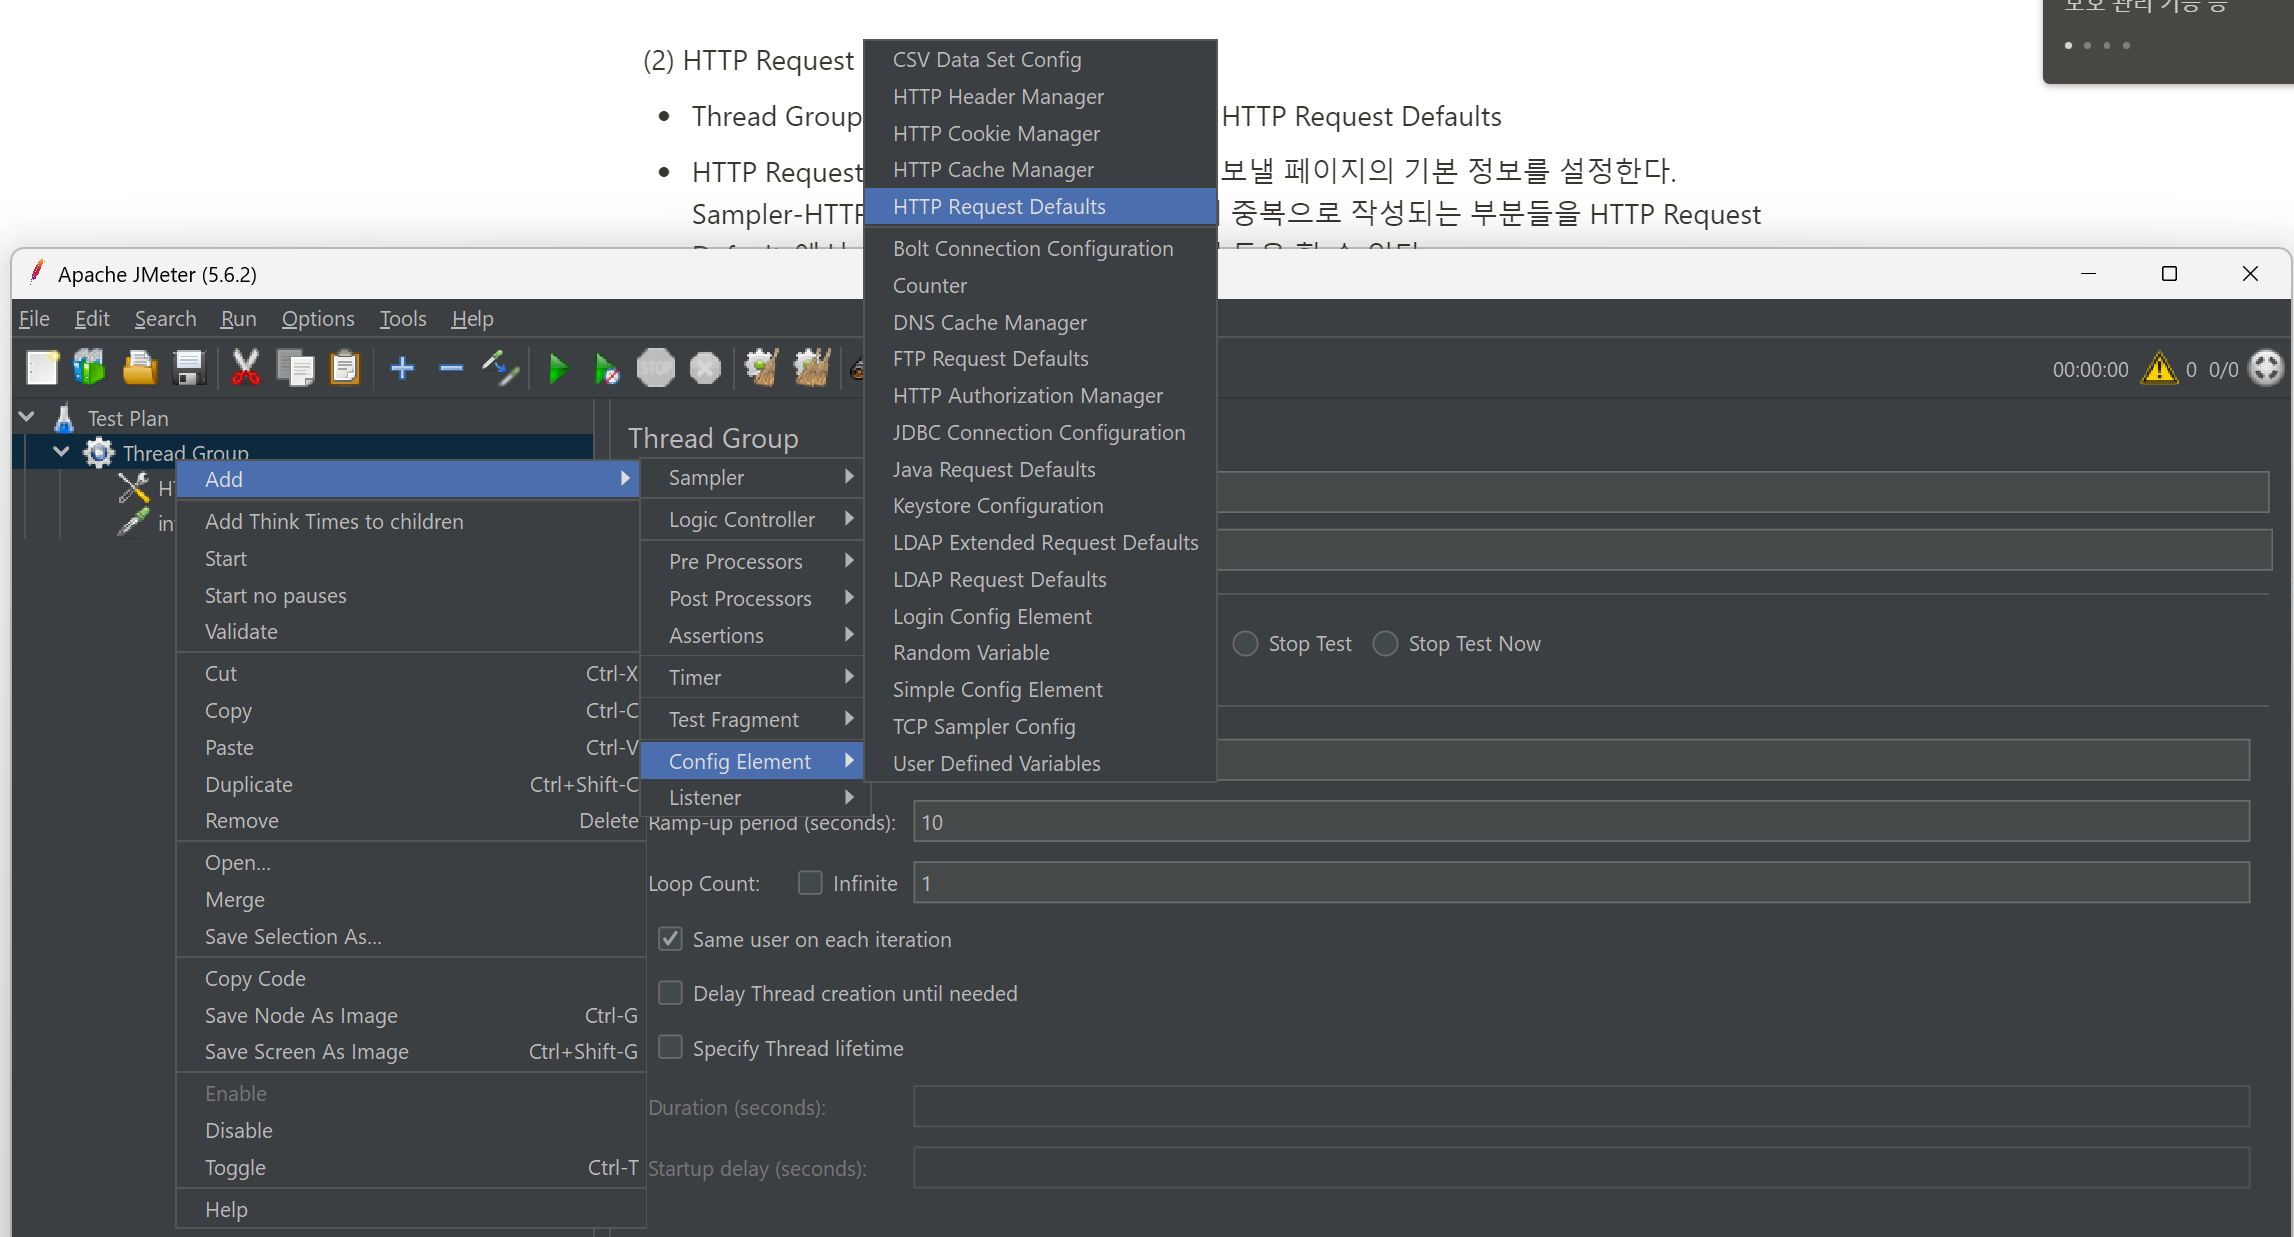 보호 관리 기능 등
(2) HTTP Request
Thread Group
HTTP Request Defaults
HTTP Request
보낼 페이지의 기본 정보를 설정한다.
Sampler-HTTP
중복으로 작성되는 부분들을 HTTP Request
CSV Data Set Config
HTTP Header Manager
HTTP Cookie Manager
HTTP Cache Manager
HTTP Request Defaults
Bolt Connection Configuration
Counter
DNS Cache Manager
FTP Request Defaults
HTTP Authorization Manager
JDBC Connection Configuration
Java Request Defaults
Keystore Configuration
LDAP Extended Request Defaults
LDAP Request Defaults
Login Config Element
Random Variable
Simple Config Element
TCP Sampler Config
User Defined Variables
Apache JMeter (5.6.2)
File Edit Search Run Options Tools Help
STOP
00:00:00 0 0/0
Test Plan
Thread Group
Thread Group
Add
Add Think Times to children
Start
Start no pauses
Validate
Cut Ctrl-X
Copy Ctrl-C
Paste Ctrl-V
Duplicate Ctrl+Shift-C
Remove Delete
Open...
Merge
Save Selection As...
Copy Code
Save Node As Image Ctrl-G
Save Screen As Image Ctrl+Shift-G
Enable
Disable
Toggle Ctrl-T
Help
Sampler
Logic Controller
Pre Processors
Post Processors
Assertions
Timer
Test Fragment
Config Element
Listener
Stop Test Stop Test Now
Ramp-up period (seconds): 10
Loop Count: Infinite 1
Same user on each iteration
Delay Thread creation until needed
Specify Thread lifetime
Duration (seconds):
Startup delay (seconds):